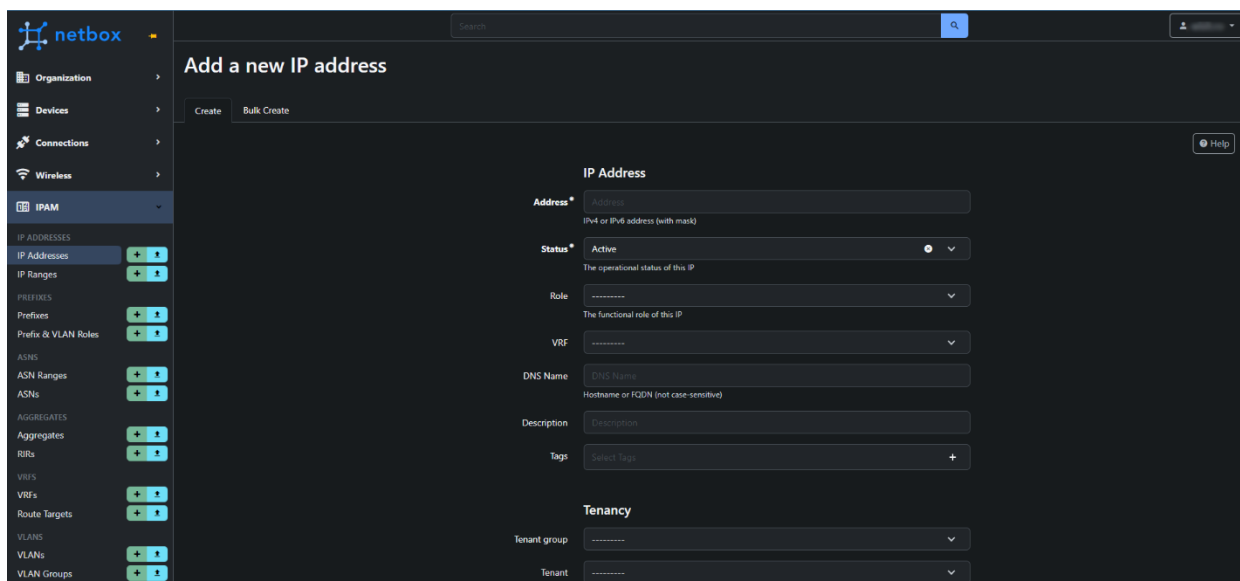 netbox
Search
Add a new IP address
Organization
Devices
Create
Bulk Create
Connections
Help
Wireless
IP Address
IPAM
Address*
Address
IPv4 or IPv6 address (with mask)
IP ADDRESSES
IP Addresses
Status*
Active
The operational status of this IP
IP Ranges
Role
---------
The functional role of this IP
PREFIXES
Prefixes
Prefix & VLAN Roles
VRF
---------
ASNS
ASN Ranges
DNS Name
DNS Name
Hostname or FQDN (not case-sensitive)
ASNs
AGGREGATES
Description
Description
Aggregates
RIRs
Tags
Select Tags
VRFS
VRFs
Route Targets
Tenancy
VLANS
Tenant group
---------
VLANs
VLAN Groups
Tenant
---------